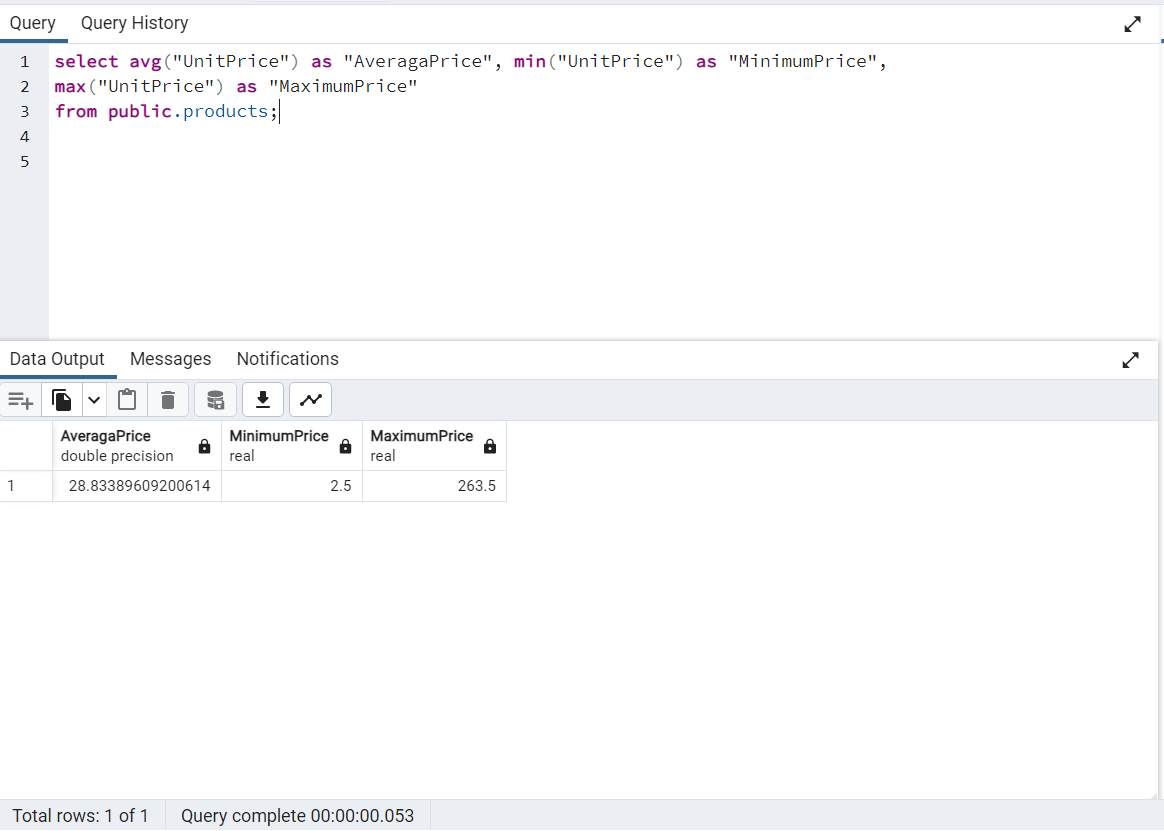 Query Query History
1 select avg("UnitPrice") as "AveragaPrice", min("UnitPrice") as "MinimumPrice",
2 max("UnitPrice") as "MaximumPrice"
3 from public.products;
4
5
Data Output Messages Notifications
AveragaPrice MinimumPrice MaximumPrice
double precision real real
1 28.83389609200614 2.5 263.5
Total rows: 1 of 1 Query complete 00:00:00.053